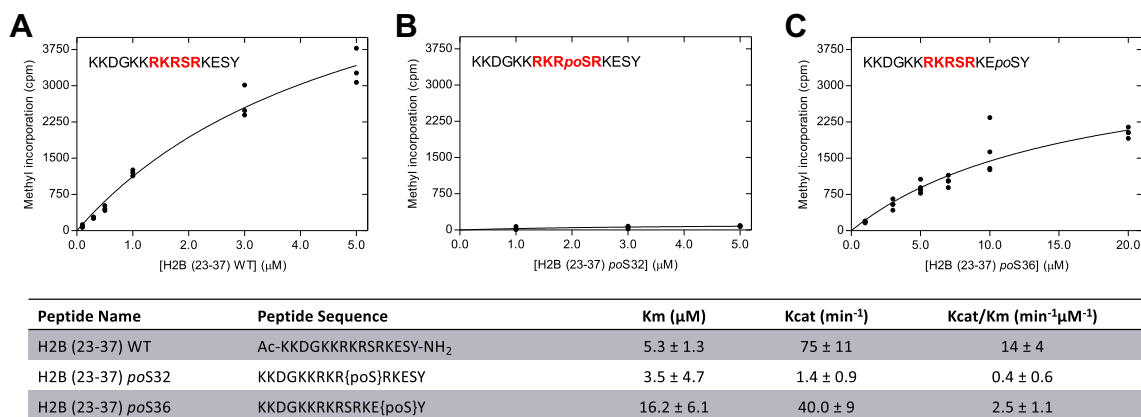 A
B
C
KKDGKKRKRSRKESY
KKDGKKRKRpoSRKESY
KKDGKKRKRSRKEpoSY
Methyl incorporation (cpm)
3750
3000
2250
1500
750
0
0.0 1.0 2.0 3.0 4.0 5.0
[H2B (23-37) WT] (μM)
Methyl incorporation (cpm)
3750
3000
2250
1500
750
0
0.0 1.0 2.0 3.0 4.0 5.0
[H2B (23-37) poS32] (μM)
Methyl incorporation (cpm)
3750
3000
2250
1500
750
0
0.0 5.0 10.0 15.0 20.0
[H2B (23-37) poS36] (μM)
Peptide Name Peptide Sequence Km (μM) Kcat (min⁻¹) Kcat/Km (min⁻¹μM⁻¹)
H2B (23-37) WT Ac-KKDGKKRKRSRKESY-NH₂ 5.3 ± 1.3 75 ± 11 14 ± 4
H2B (23-37) poS32 KKDGKKRKR{poS}RKESY 3.5 ± 4.7 1.4 ± 0.9 0.4 ± 0.6
H2B (23-37) poS36 KKDGKKRKRSRKE{poS}Y 16.2 ± 6.1 40.0 ± 9 2.5 ± 1.1